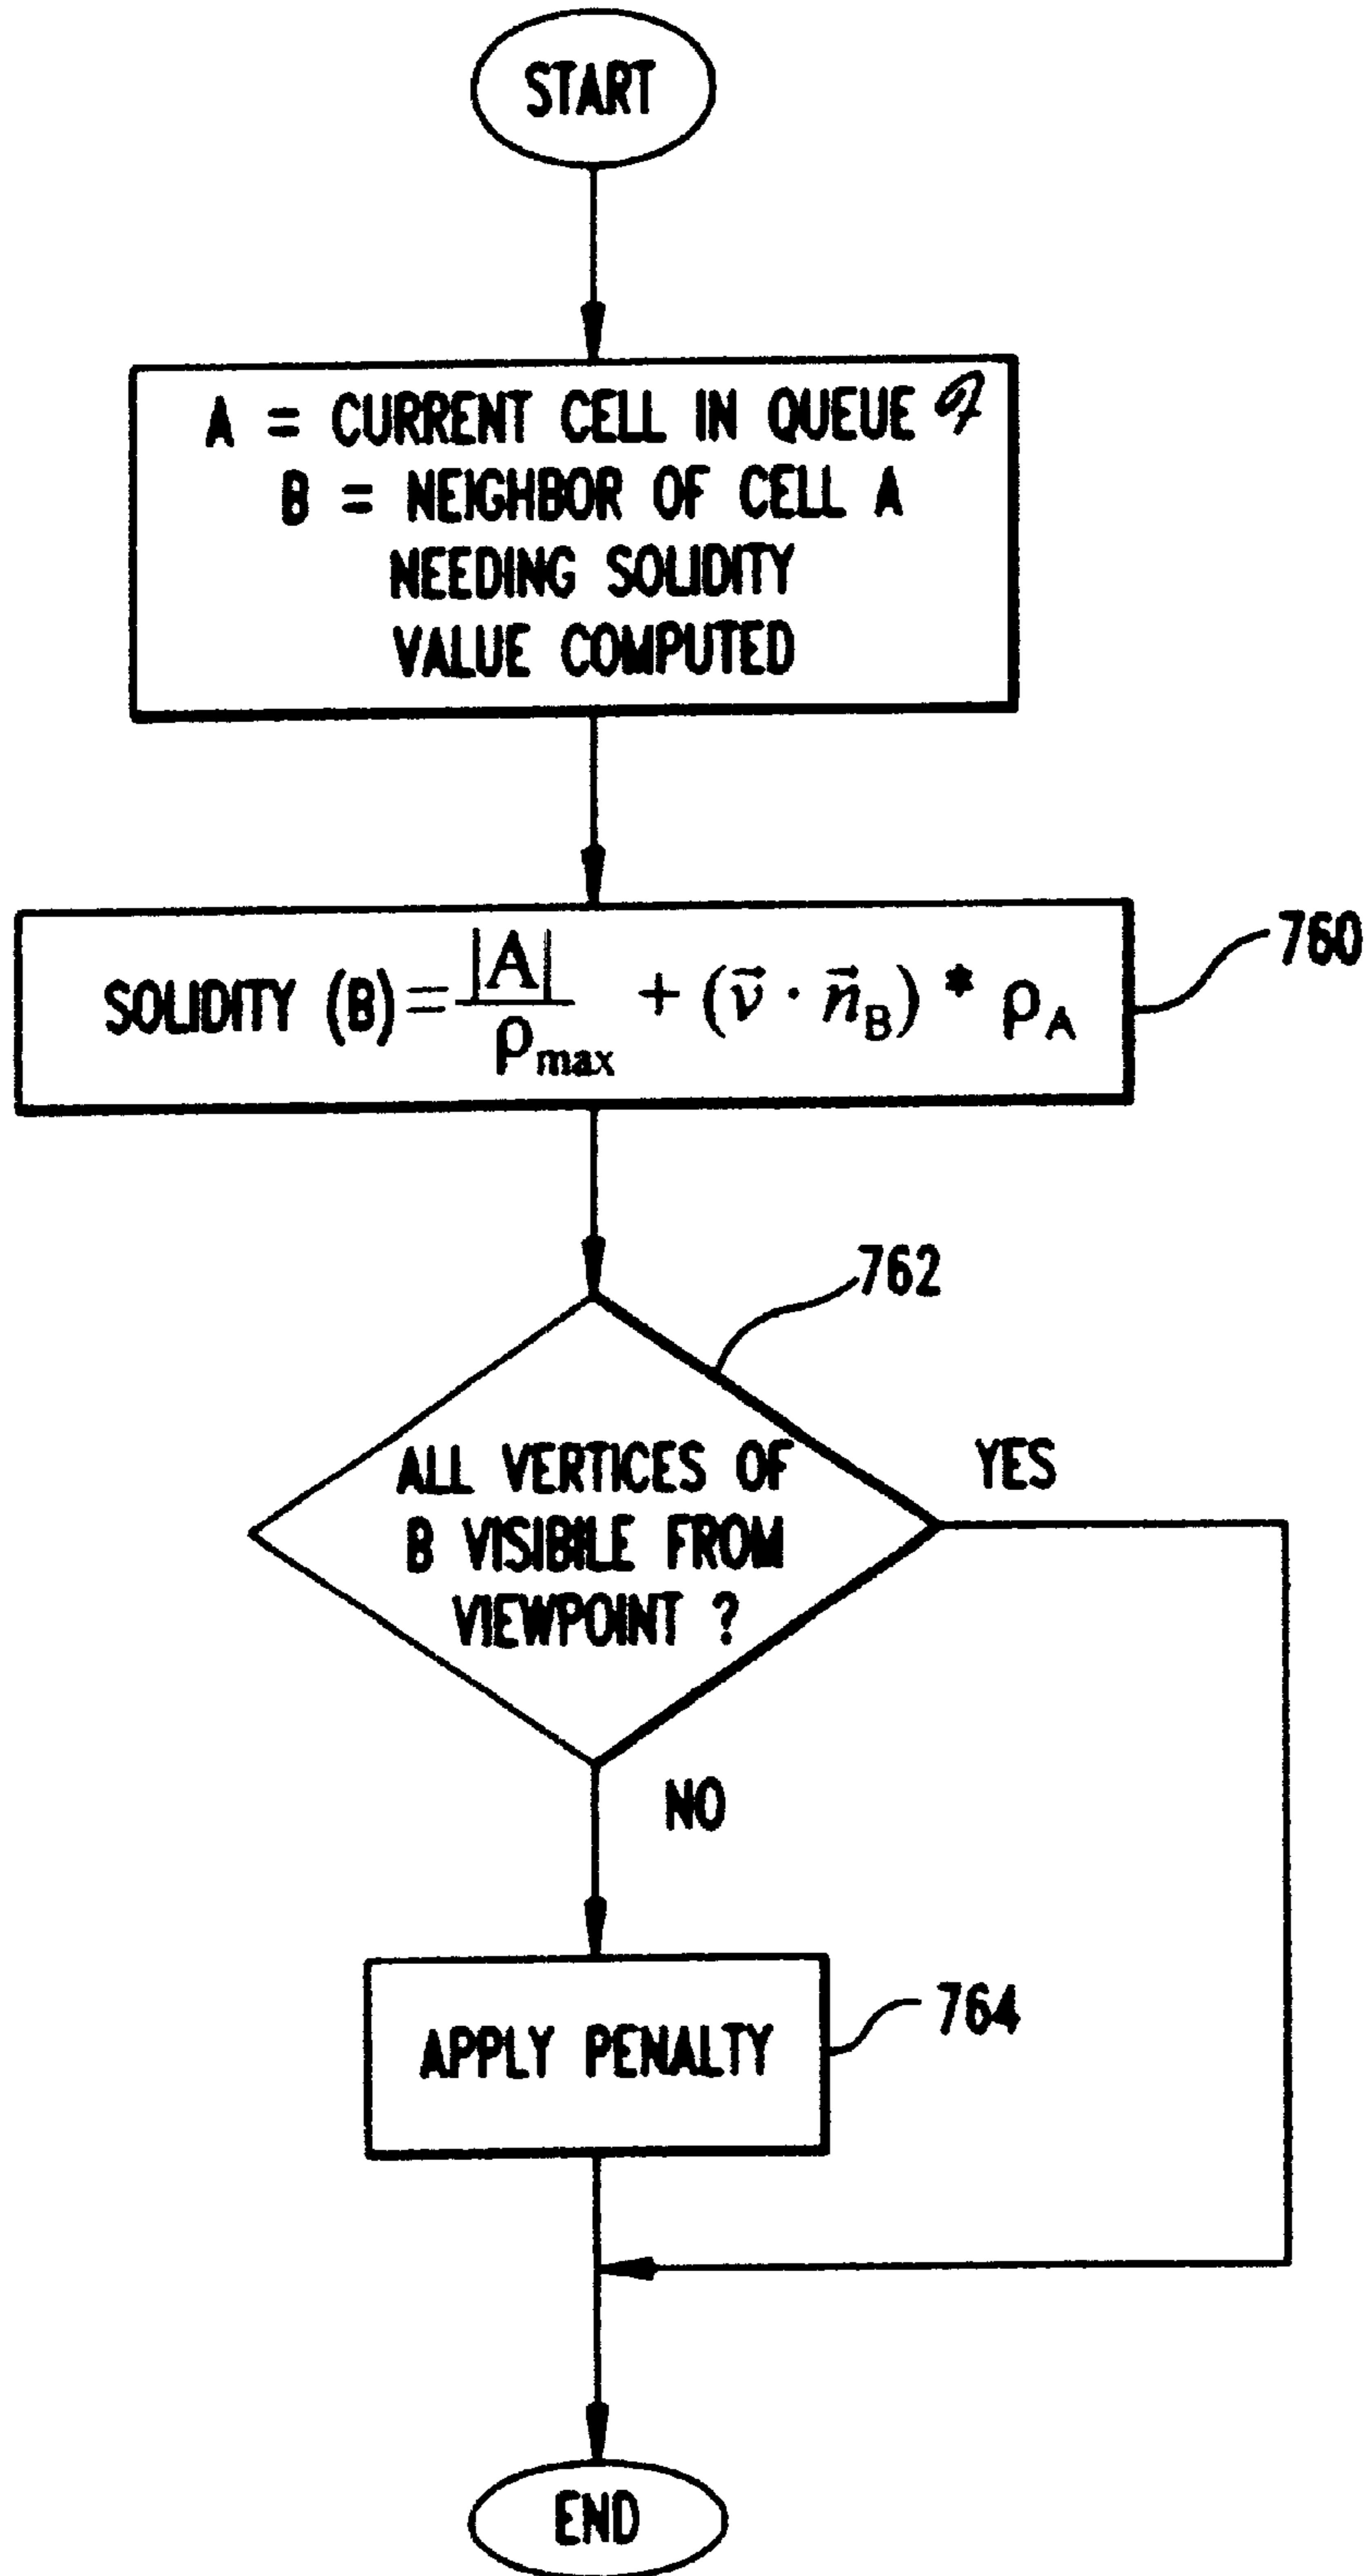 START
A = CURRENT CELL IN QUEUE
B = NEIGHBOR OF CELL A
NEEDING SOLIDITY
VALUE COMPUTED
SOLIDITY (B) = |A| / ρmax + (v⃗ · n⃗B) * ρA
760
762
ALL VERTICES OF
B VISIBILE FROM
VIEWPOINT ?
YES
NO
APPLY PENALTY
764
END